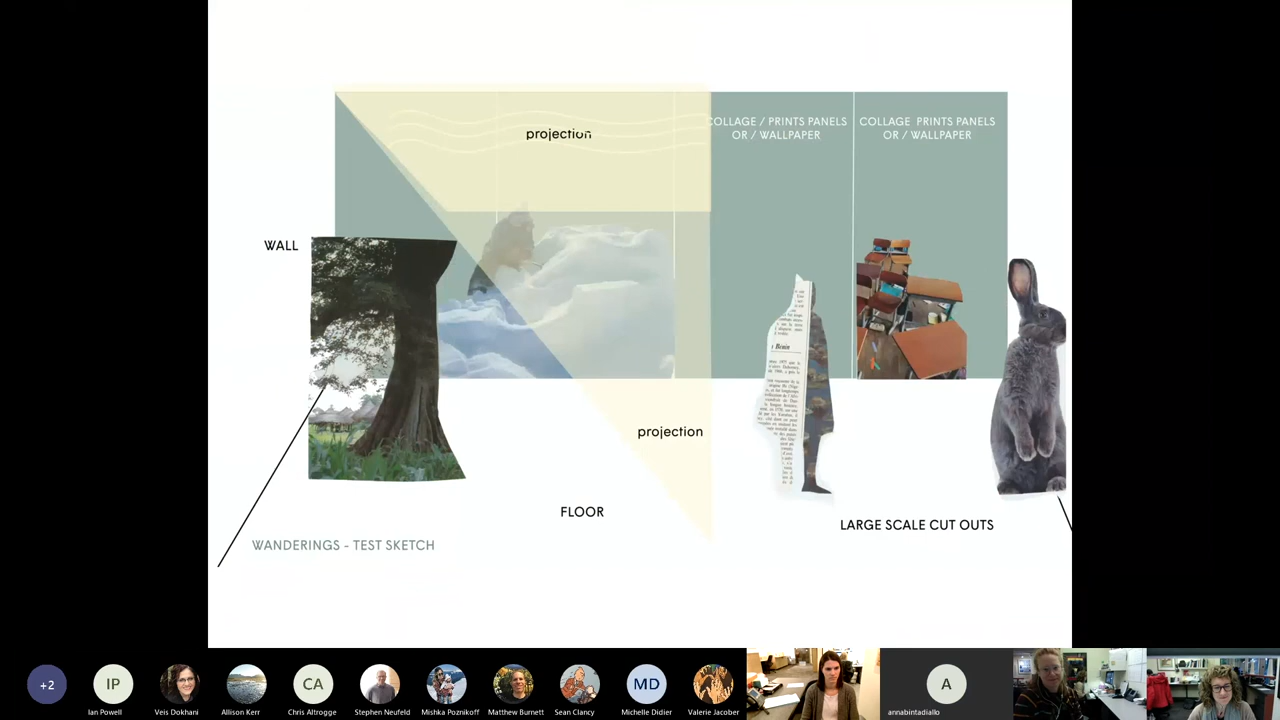 projection
COLLAGE / PRINTS PANELS
OR / WALLPAPER
COLLAGE PRINTS PANELS
OR / WALLPAPER
WALL
Bénin
projection
FLOOR
LARGE SCALE CUT OUTS
WANDERINGS - TEST SKETCH
+2
IP
CA
MD
A
Ian Powell
Veis Dokhani
Allison Kerr
Chris Altrogge
Stephen Neufeld
Mishka Poznikoff
Matthew Burnett
Sean Clancy
Michelle Didier
Valerie Jacober
annabintadiallo